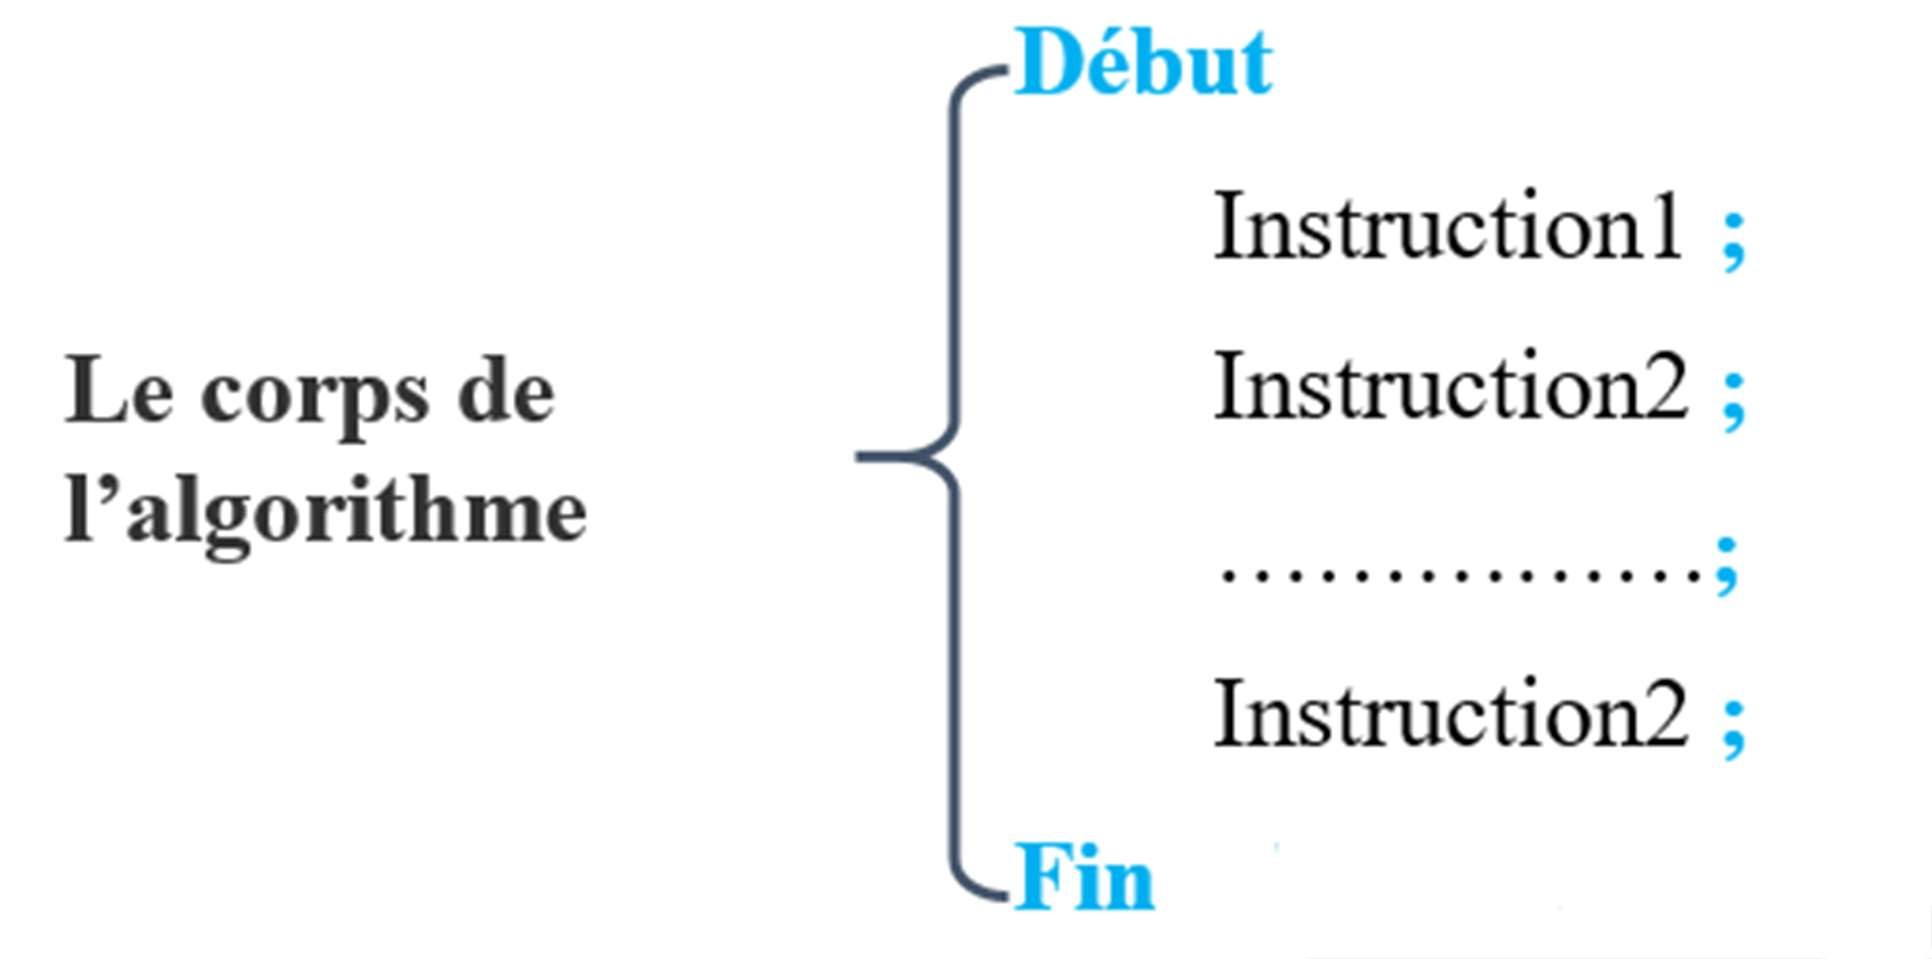 Début
Instruction1 ;
Instruction2 ;
Le corps de
l’algorithme
...............;
Instruction2 ;
Fin